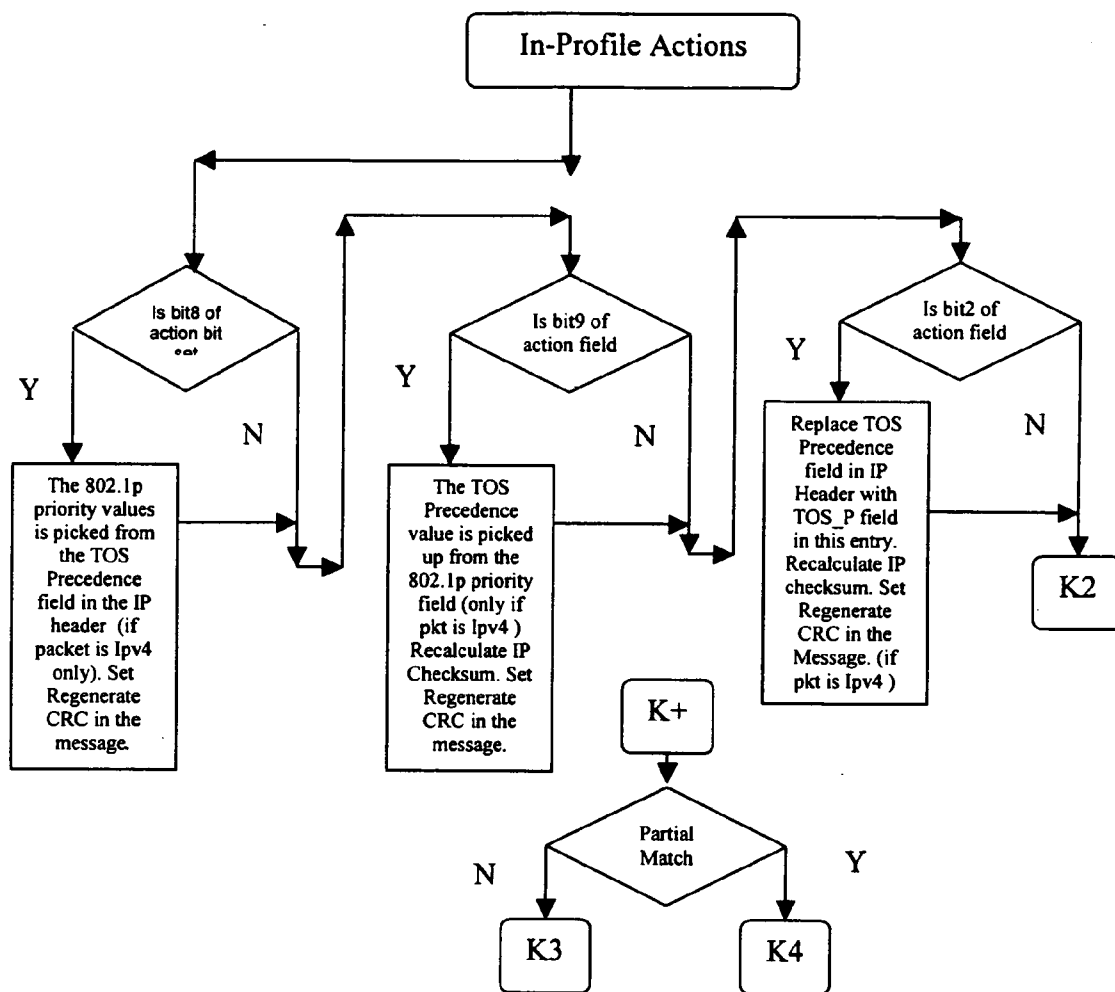 In-Profile Actions
Is bit8 of
action bit
Y
N
The 802.1p
priority values
is picked from
the TOS
Precedence
field in the IP
header (if
packet is Ipv4
only). Set
Regenerate
CRC in the
message.
Is bit9 of
action field
Y
N
The TOS
Precedence
value is picked
up from the
802.1p priority
field (only if
pkt is Ipv4 )
Recalculate IP
Checksum. Set
Regenerate
CRC in the
message.
Is bit2 of
action field
Y
N
Replace TOS
Precedence
field in IP
Header with
TOS_P field
in this entry.
Recalculate IP
checksum. Set
Regenerate
CRC in the
Message. (if
pkt is Ipv4 )
K2
K+
Partial
Match
N
Y
K3
K4